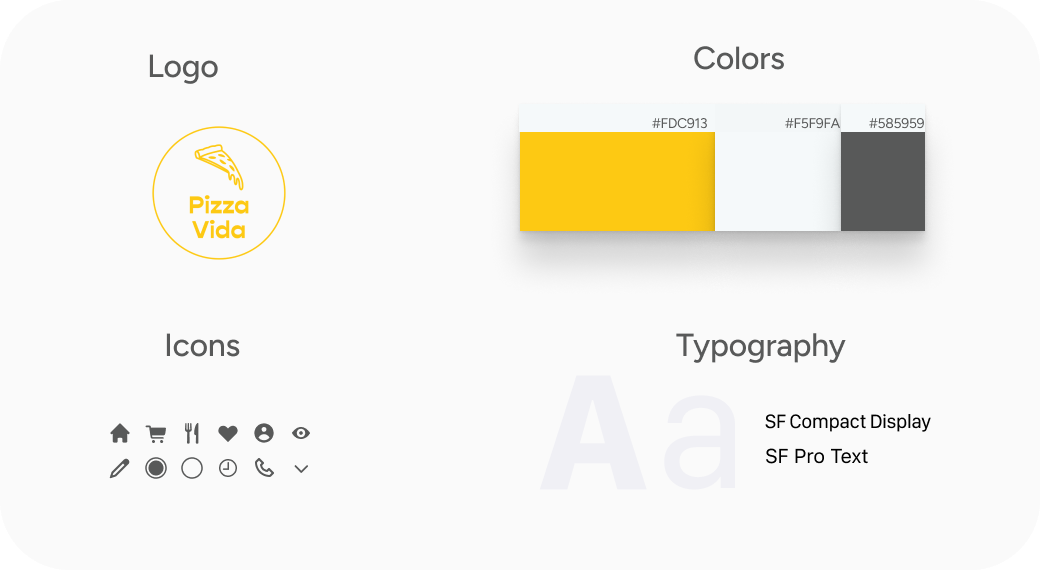 Logo
Colors
#FDC913
#F5F9FA
#585959
Pizza
Vida
Icons
Typography
Aa
SF Compact Display
SF Pro Text